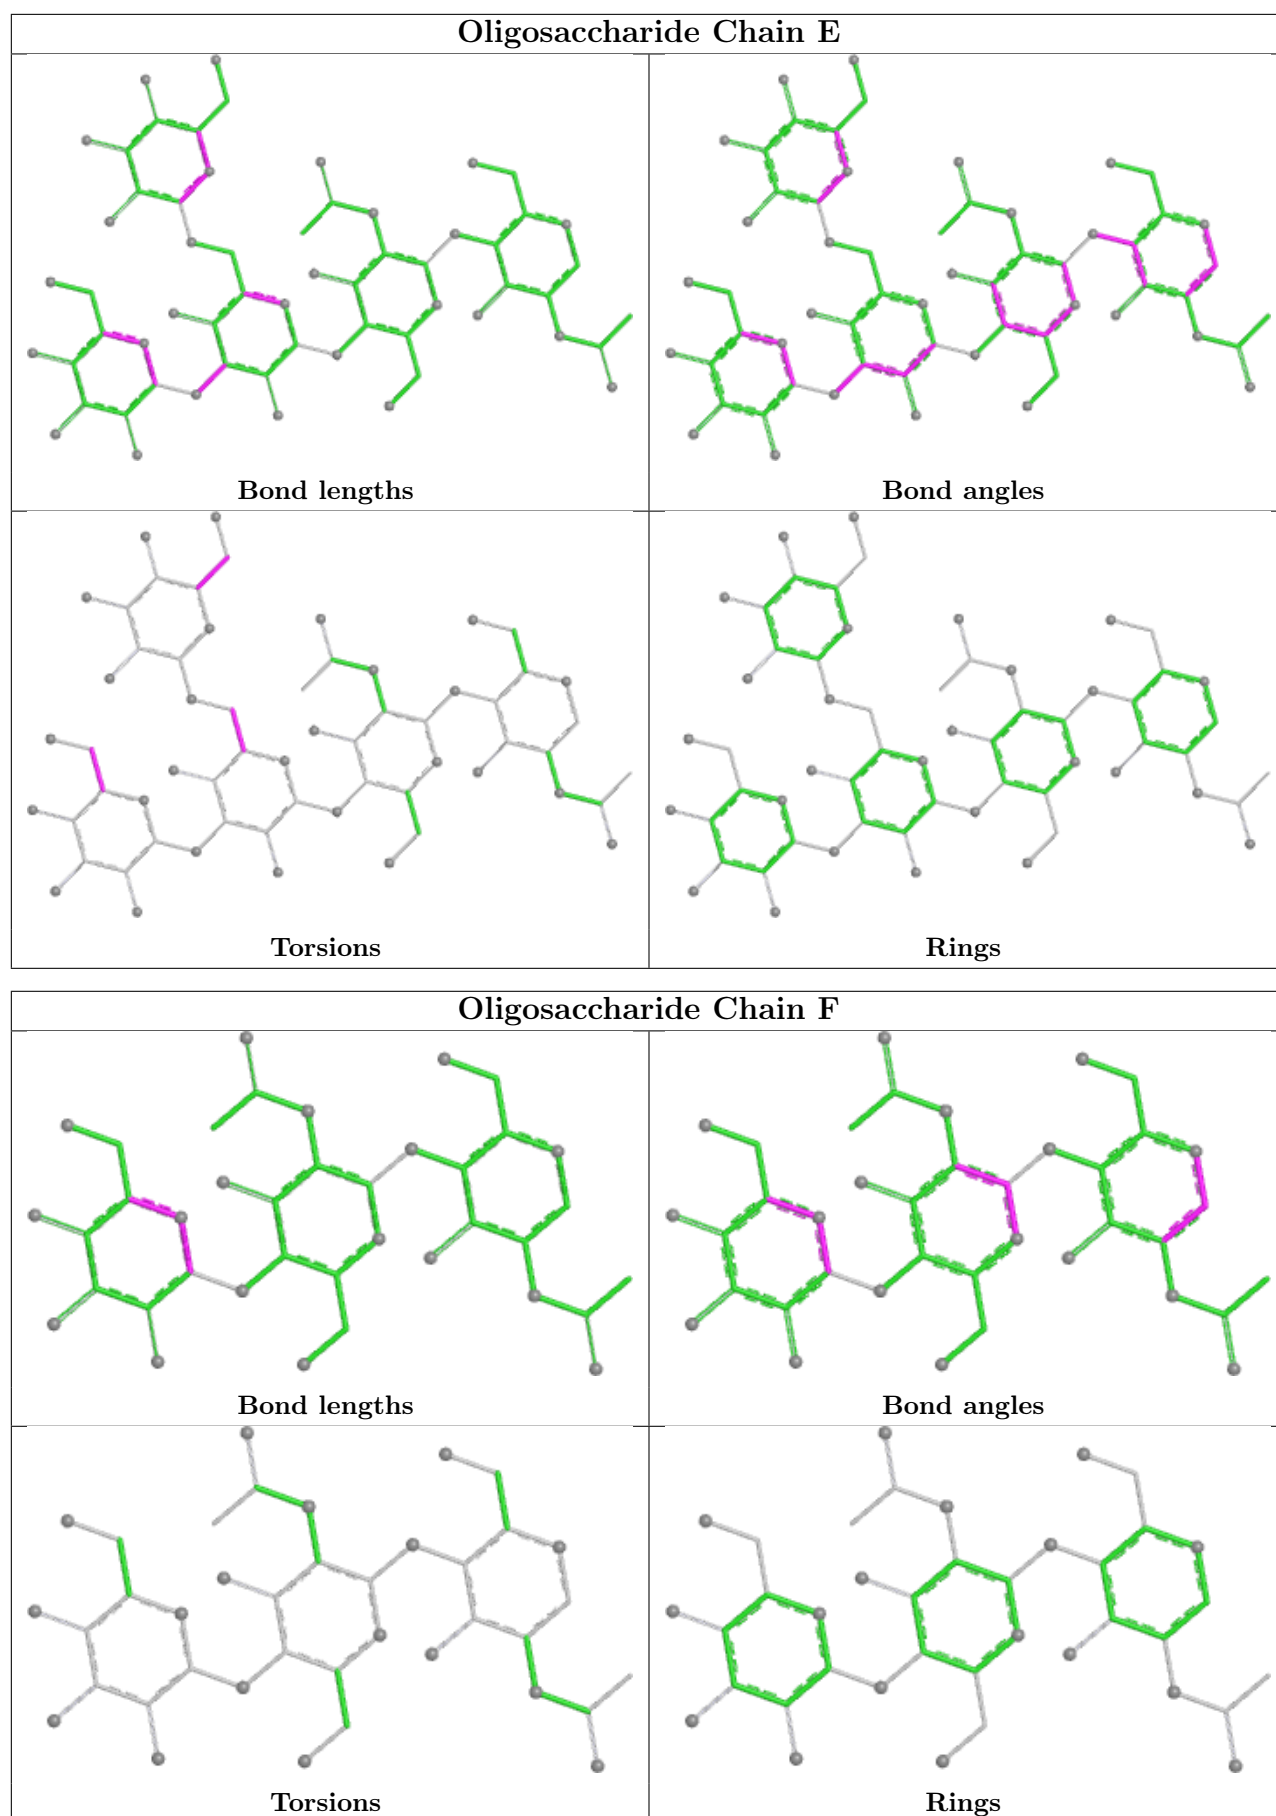 Oligosaccharide Chain E
Bond lengths
Bond angles
Torsions
Rings
Oligosaccharide Chain F
Bond lengths
Bond angles
Torsions
Rings